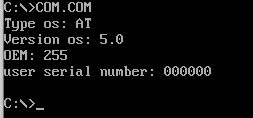 C:\>COM.COM
Type os: AT
Version os: 5.0
OEM: 255
user serial number: 000000
C:\>_